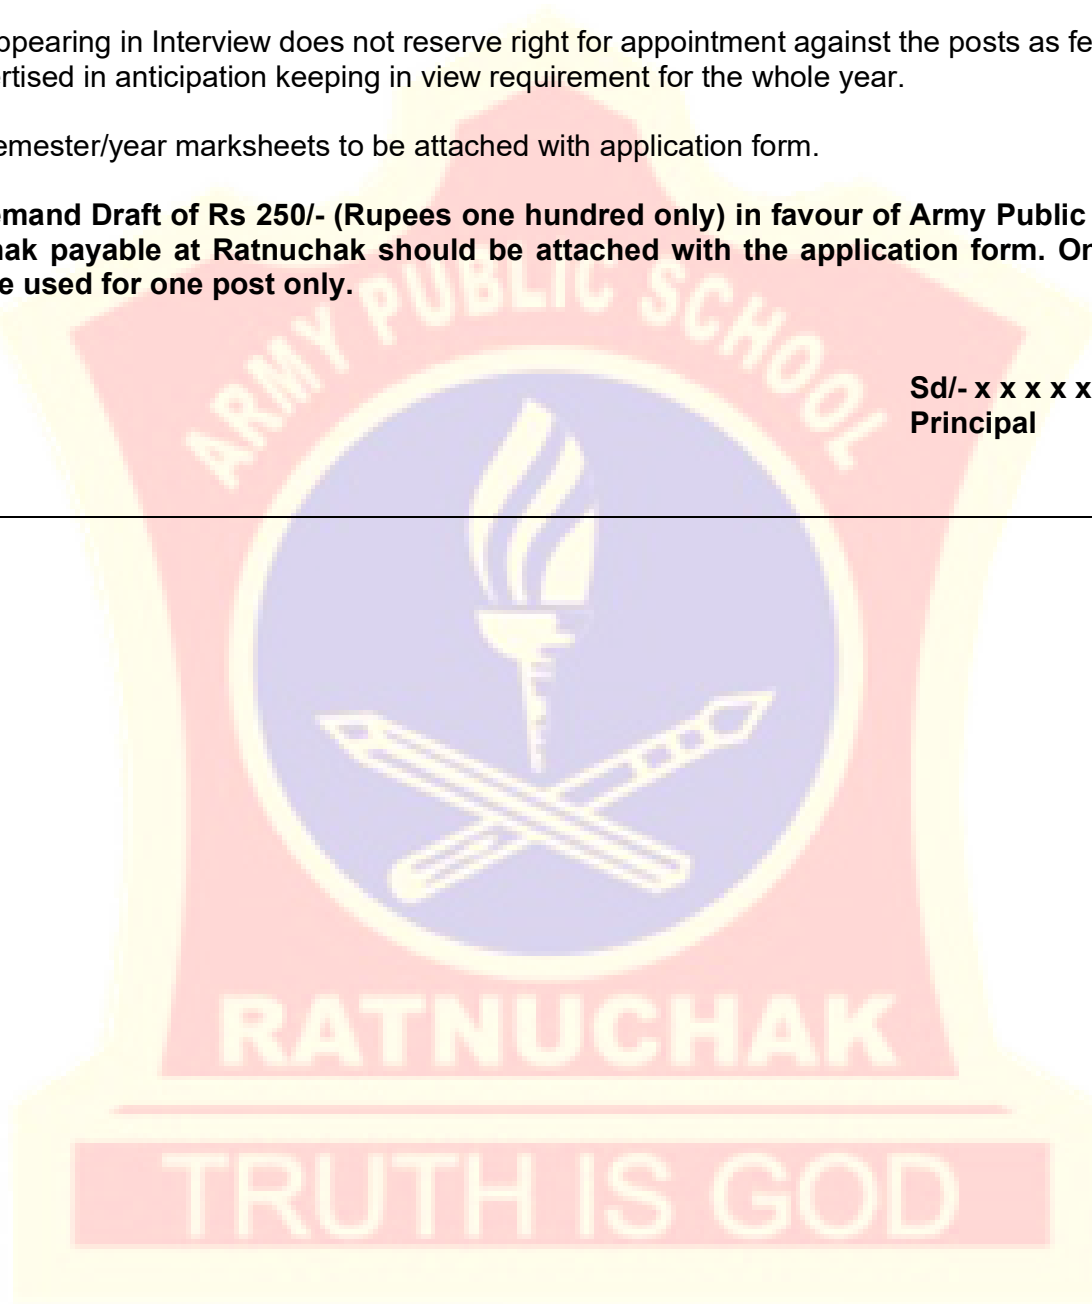 ppearing in Interview does not reserve right for appointment against the posts as fe
rtised in anticipation keeping in view requirement for the whole year.
emester/year marksheets to be attached with application form.
emand Draft of Rs 250/- (Rupees one hundred only) in favour of Army Public
hak payable at Ratnuchak should be attached with the application form. On
e used for one post only.
ARMY PUBLIC SCHOOL
Sd/- x x x x x
Principal
RATNUCHAK
TRUTH IS GOD